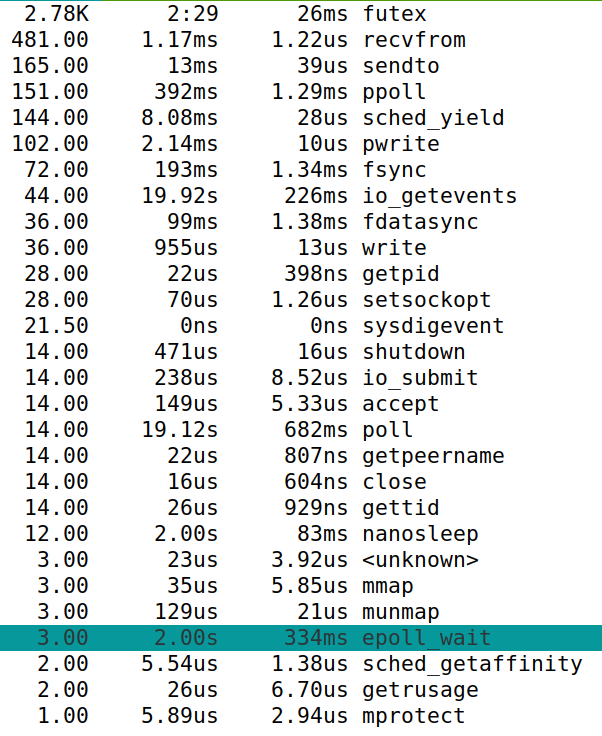 2.78K 2:29 26ms futex
481.00 1.17ms 1.22us recvfrom
165.00 13ms 39us sendto
151.00 392ms 1.29ms ppoll
144.00 8.08ms 28us sched_yield
102.00 2.14ms 10us pwrite
72.00 193ms 1.34ms fsync
44.00 19.92s 226ms io_getevents
36.00 99ms 1.38ms fdatasync
36.00 955us 13us write
28.00 22us 398ns getpid
28.00 70us 1.26us setsockopt
21.50 0ns 0ns sysdigevent
14.00 471us 16us shutdown
14.00 238us 8.52us io_submit
14.00 149us 5.33us accept
14.00 19.12s 682ms poll
14.00 22us 807ns getpeername
14.00 16us 604ns close
14.00 26us 929ns gettid
12.00 2.00s 83ms nanosleep
3.00 23us 3.92us <unknown>
3.00 35us 5.85us mmap
3.00 129us 21us munmap
3.00 2.00s 334ms epoll_wait
2.00 5.54us 1.38us sched_getaffinity
2.00 26us 6.70us getrusage
1.00 5.89us 2.94us mprotect